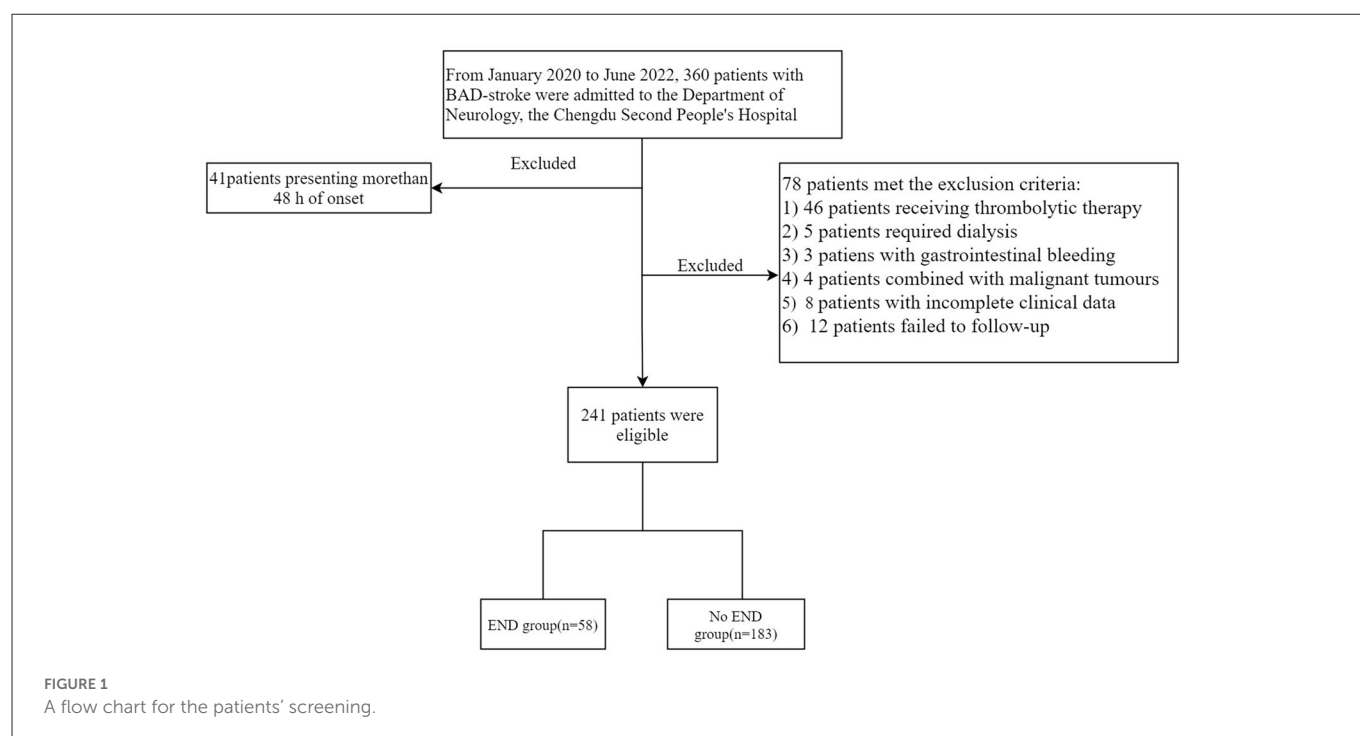 From January 2020 to June 2022, 360 patients with
BAD-stroke were admitted to the Department of
Neurology, the Chengdu Second People's Hospital
Excluded
41patients presenting morethan
48 h of onset
78 patients met the exclusion criteria:
1) 46 patients receiving thrombolytic therapy
2) 5 patients required dialysis
3) 3 patiens with gastrointestinal bleeding
4) 4 patients combined with malignant tumours
5) 8 patients with incomplete clinical data
6) 12 patients failed to follow-up
Excluded
241 patients were
eligible
END group(n=58)
No END
group(n=183)
FIGURE 1
A flow chart for the patients' screening.